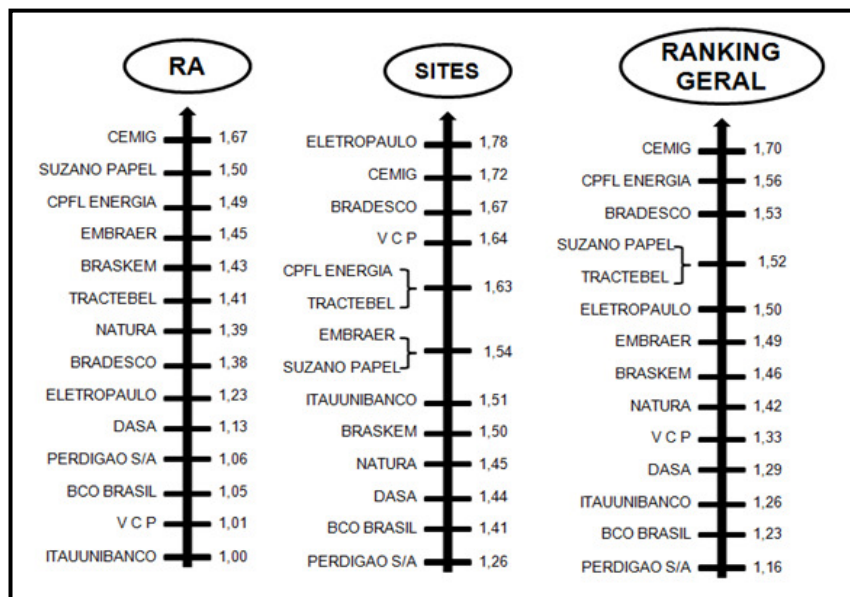 RA
CEMIG 1,67
SUZANO PAPEL 1,50
CPFL ENERGIA 1,49
EMBRAER 1,45
BRASKEM 1,43
TRACTEBEL 1,41
NATURA 1,39
BRADESCO 1,38
ELETROPAULO 1,23
DASA 1,13
PERDIGAO S/A 1,06
BCO BRASIL 1,05
V C P 1,01
ITAUUNIBANCO 1,00
SITES
ELETROPAULO 1,78
CEMIG 1,72
BRADESCO 1,67
V C P 1,64
CPFL ENERGIA
1,63
TRACTEBEL
EMBRAER
1,54
SUZANO PAPEL
ITAUUNIBANCO 1,51
BRASKEM 1,50
NATURA 1,45
DASA 1,44
BCO BRASIL 1,41
PERDIGAO S/A 1,26
RANKING
GERAL
CEMIG 1,70
CPFL ENERGIA 1,56
BRADESCO 1,53
SUZANO PAPEL
1,52
TRACTEBEL
ELETROPAULO 1,50
EMBRAER 1,49
BRASKEM 1,46
NATURA 1,42
V C P 1,33
DASA 1,29
ITAUUNIBANCO 1,26
BCO BRASIL 1,23
PERDIGAO S/A 1,16